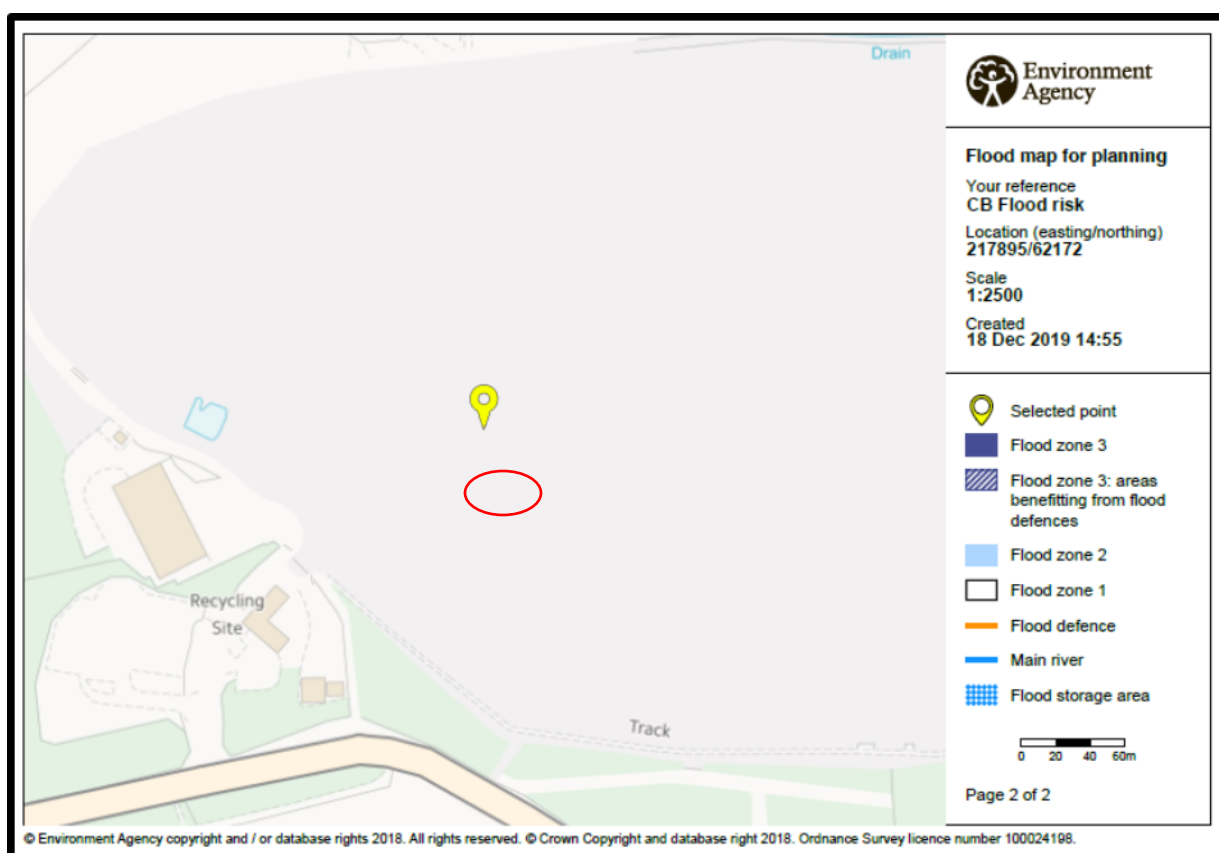 Drain
Recycling
Site
Track
Environment
Agency
Flood map for planning
Your reference
CB Flood risk
Location (easting/northing)
217895/62172
Scale
1:2500
Created
18 Dec 2019 14:55
Selected point
Flood zone 3
Flood zone 3: areas
benefitting from flood
defences
Flood zone 2
Flood zone 1
Flood defence
Main river
Flood storage area
0 20 40 60m
Page 2 of 2
© Environment Agency copyright and / or database rights 2018. All rights reserved. © Crown Copyright and database right 2018. Ordnance Survey licence number 100024198.